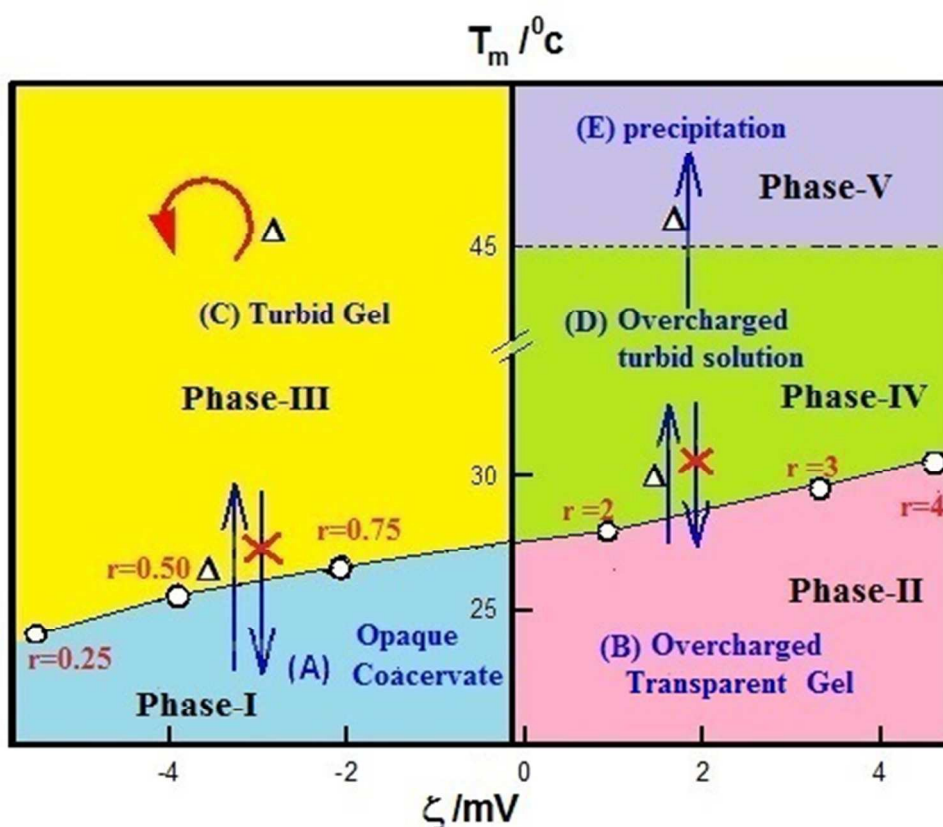 Tm /⁰c
(E) precipitation
Phase-V
Δ
Δ
45
(C) Turbid Gel
(D) Overcharged
turbid solution
Phase-III
Phase-IV
30
r =3
Δ
r =2
r=4
r=0.75
r=0.50 Δ
25
Phase-II
r=0.25
Opaque
(A) Coacervate
(B) Overcharged
Transparent Gel
Phase-I
-4 -2 0 2 4
ζ /mV